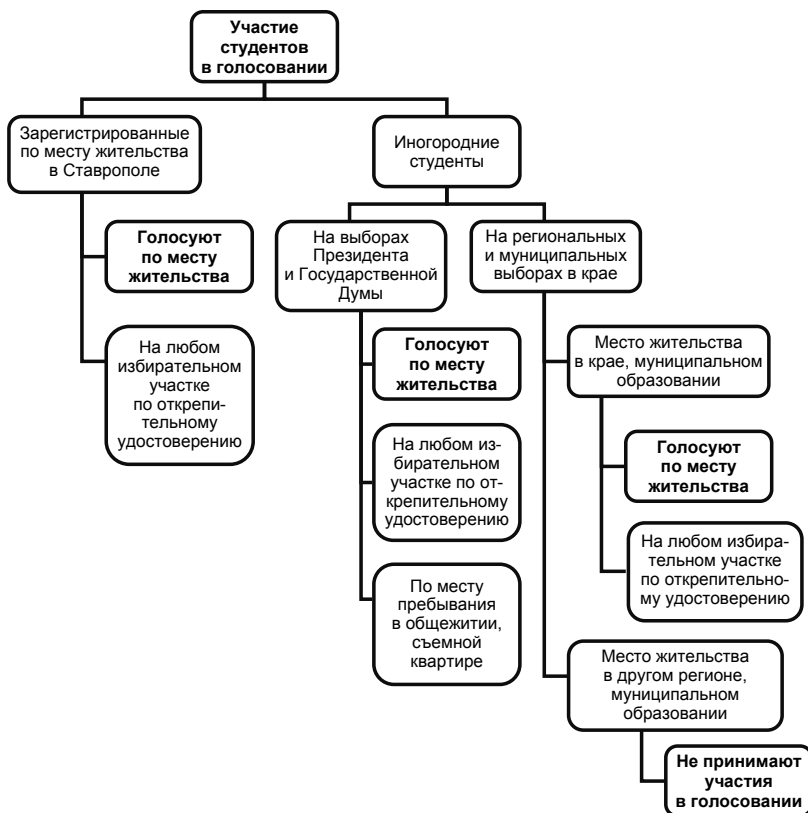 Участие
студентов
в голосовании
Зарегистрированные
по месту жительства
в Ставрополе
Голосуют
по месту
жительства
На любом
избирательном
участке
по открепи-
тельному
удостоверению
Иногородние
студенты
На выборах
Президента
и Государственной
Думы
Голосуют
по месту
жительства
На любом из-
бирательном
участке по от-
крепительному
удостоверению
По месту
пребывания
в общежитии,
съемной
квартире
На региональных
и муниципальных
выборах в крае
Место жительства
в крае, муниципальном
образовании
Голосуют
по месту
жительства
На любом избира-
тельном участке
по открепительно-
му удостоверению
Место жительства
в другом регионе,
муниципальном
образовании
Не принимают
участия
в голосовании